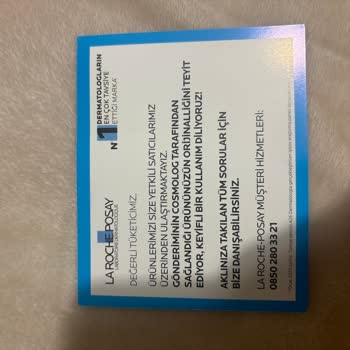 LA ROCHE-POSAY
LABORATOIRE DERMATOLOGIQUE
N°1 DERMATOLOGLARIN
EN ÇOK TAVSİYE
ETTİĞİ MARKA*
DEĞERLİ TÜKETİCİMİZ,
ÜRÜNLERİMİZİ SİZE YETKİLİ SATICILARIMIZ
ÜZERİNDEN ULAŞTIRMAKTAYIZ.
GÖNDERİMİNİN COSMOLOG TARAFINDAN
SAĞLANDIĞI ÜRÜNÜNÜZÜN ORİJİNALLİĞİNİ TEYİT
EDİYOR, KEYİFLİ BİR KULLANIM DİLİYORUZ!
AKLINIZA TAKILAN TÜM SORULAR İÇİN
BİZE DANIŞABİLİRSİNİZ.
LA ROCHE-POSAY MÜŞTERİ HİZMETLERİ:
0850 280 33 21